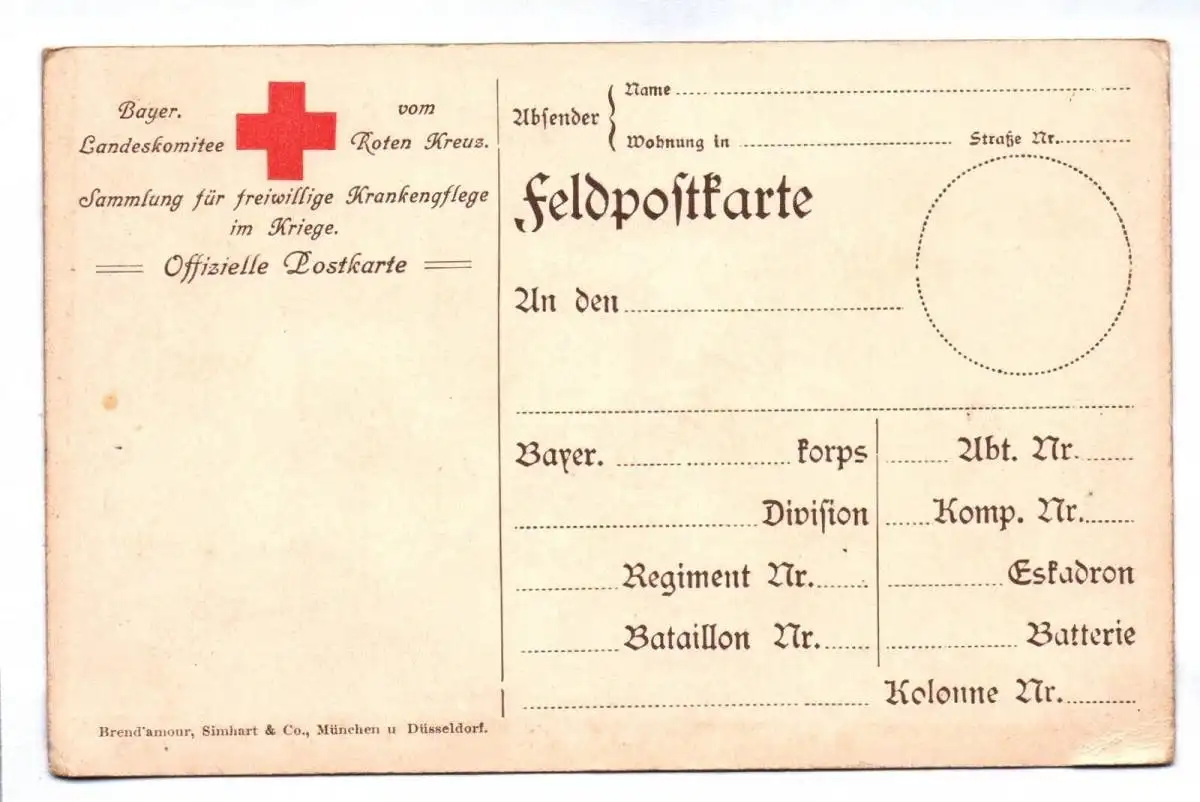 Bayer. vom
Landeskomitee Roten Kreuz.
Sammlung für freiwillige Krankenpflege
im Kriege.
Offizielle Postkarte
Brend'amour, Simhart & Co., München u Düsseldorf.
Absender
Name
Wohnung in Straße Nr.
Feldpostkarte
An den
Bayer. korps
Division
Regiment Nr.
Bataillon Nr.
Abt. Nr.
Komp. Nr.
Eskadron
Batterie
Kolonne Nr.